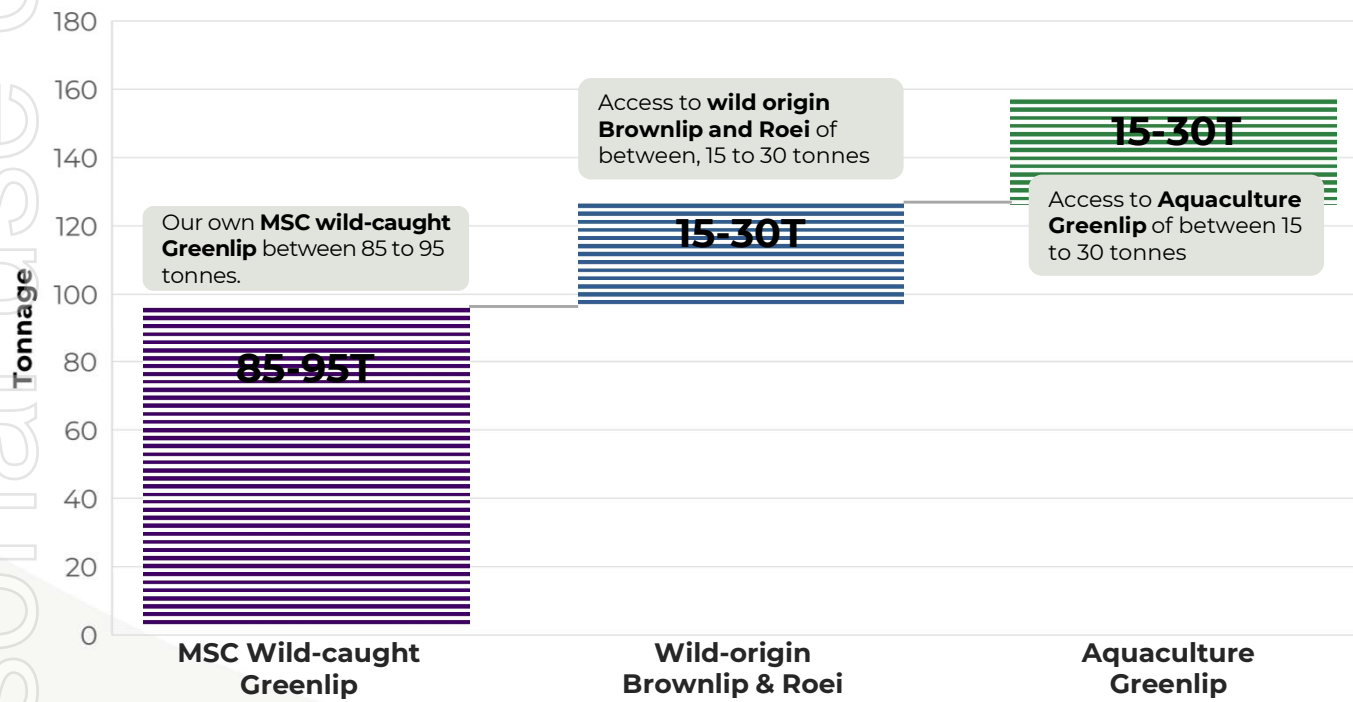 180
160
140
120
100
80
60
40
20
0
Tonnage
Our own MSC wild-caught
Greenlip between 85 to 95
tonnes.
85-95T
MSC Wild-caught
Greenlip
Access to wild origin
Brownlip and Roei of
between, 15 to 30 tonnes
15-30T
Wild-origin
Brownlip & Roei
15-30T
Access to Aquaculture
Greenlip of between 15
to 30 tonnes
Aquaculture
Greenlip